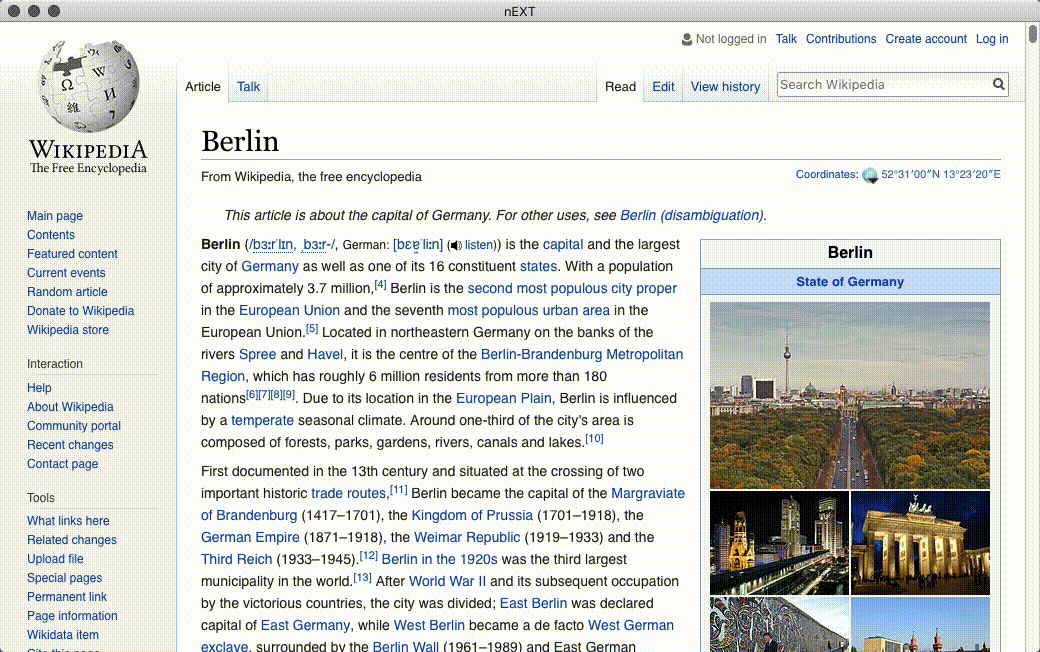 nEXT
Not logged in Talk Contributions Create account Log in
Article Talk Read Edit View history Search Wikipedia
WIKIPEDIA
The Free Encyclopedia
Main page
Contents
Featured content
Current events
Random article
Donate to Wikipedia
Wikipedia store
Interaction
Help
About Wikipedia
Community portal
Recent changes
Contact page
Tools
What links here
Related changes
Upload file
Special pages
Permanent link
Page information
Wikidata item
Cite this page
Berlin
From Wikipedia, the free encyclopedia
Coordinates: 52°31′00″N 13°23′20″E
This article is about the capital of Germany. For other uses, see Berlin (disambiguation).
Berlin (/bɜːrˈlɪn, ˌbɜːr-/, German: [bɛɐ̯ˈliːn] (listen)) is the capital and the largest
city of Germany as well as one of its 16 constituent states. With a population
of approximately 3.7 million,[4] Berlin is the second most populous city proper
in the European Union and the seventh most populous urban area in the
European Union.[5] Located in northeastern Germany on the banks of the
rivers Spree and Havel, it is the centre of the Berlin-Brandenburg Metropolitan
Region, which has roughly 6 million residents from more than 180
nations[6][7][8][9]. Due to its location in the European Plain, Berlin is influenced
by a temperate seasonal climate. Around one-third of the city's area is
composed of forests, parks, gardens, rivers, canals and lakes.[10]
First documented in the 13th century and situated at the crossing of two
important historic trade routes,[11] Berlin became the capital of the Margraviate
of Brandenburg (1417–1701), the Kingdom of Prussia (1701–1918), the
German Empire (1871–1918), the Weimar Republic (1919–1933) and the
Third Reich (1933–1945).[12] Berlin in the 1920s was the third largest
municipality in the world.[13] After World War II and its subsequent occupation
by the victorious countries, the city was divided; East Berlin was declared
capital of East Germany, while West Berlin became a de facto West German
exclave, surrounded by the Berlin Wall (1961–1989) and East German
Berlin
State of Germany